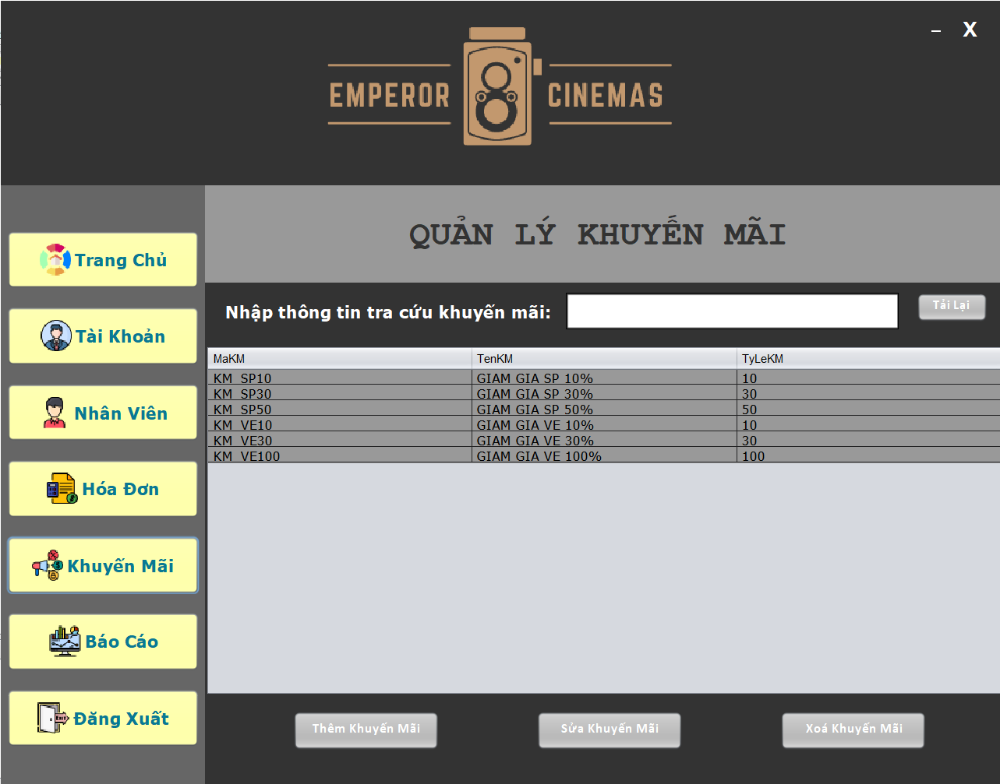 – X
EMPEROR CINEMAS
QUẢN LÝ KHUYẾN MÃI
Trang Chủ
Tài Khoản
Nhân Viên
Hóa Đơn
Khuyến Mãi
Báo Cáo
EXIT
Đăng Xuất
Nhập thông tin tra cứu khuyến mãi: Tải Lại
MaKM TenKM TyLeKM
KM_SP10 GIAM GIA SP 10% 10
KM_SP30 GIAM GIA SP 30% 30
KM_SP50 GIAM GIA SP 50% 50
KM_VE10 GIAM GIA VE 10% 10
KM_VE30 GIAM GIA VE 30% 30
KM_VE100 GIAM GIA VE 100% 100
Thêm Khuyến Mãi Sửa Khuyến Mãi Xoá Khuyến Mãi